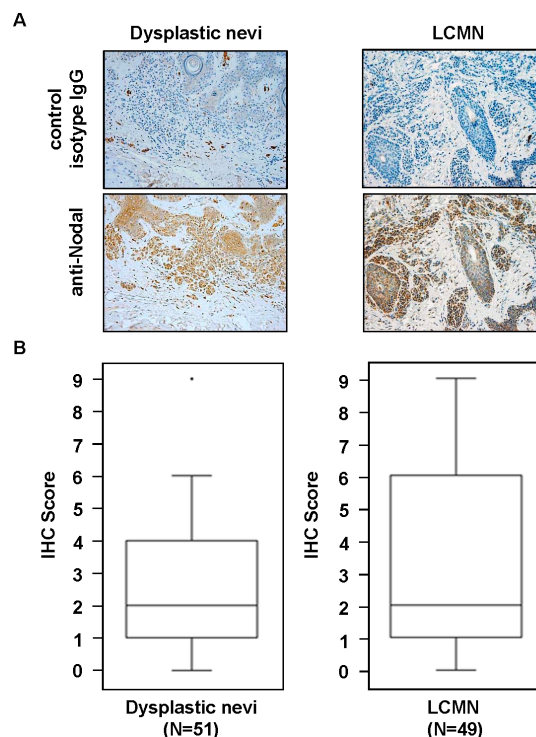 A
Dysplastic nevi
LCMN
control
isotype IgG
anti-Nodal
B
IHC Score
9
8
7
6
5
4
3
2
1
0
Dysplastic nevi
(N=51)
IHC Score
9
8
7
6
5
4
3
2
1
0
LCMN
(N=49)